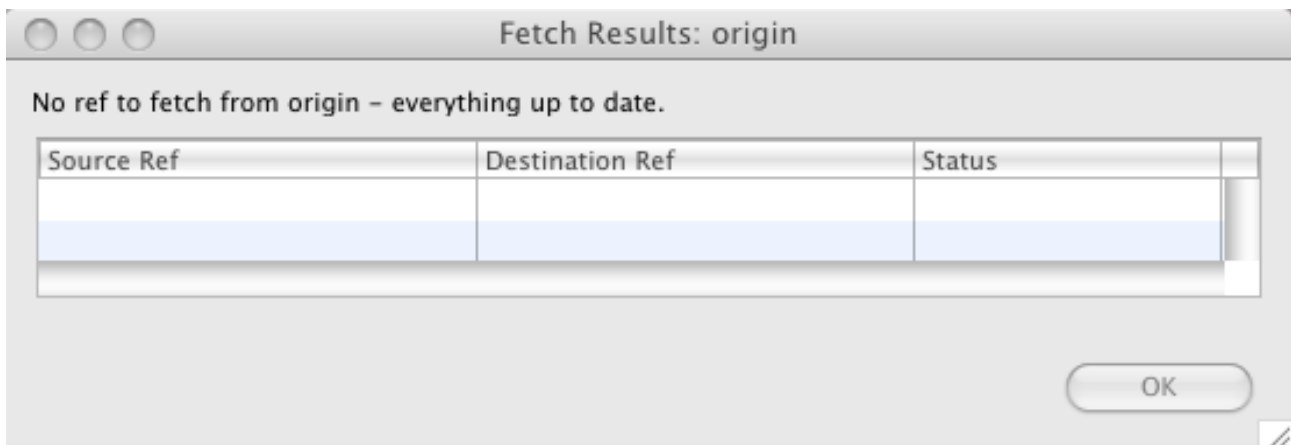 Fetch Results: origin
No ref to fetch from origin – everything up to date.
Source Ref Destination Ref Status
OK